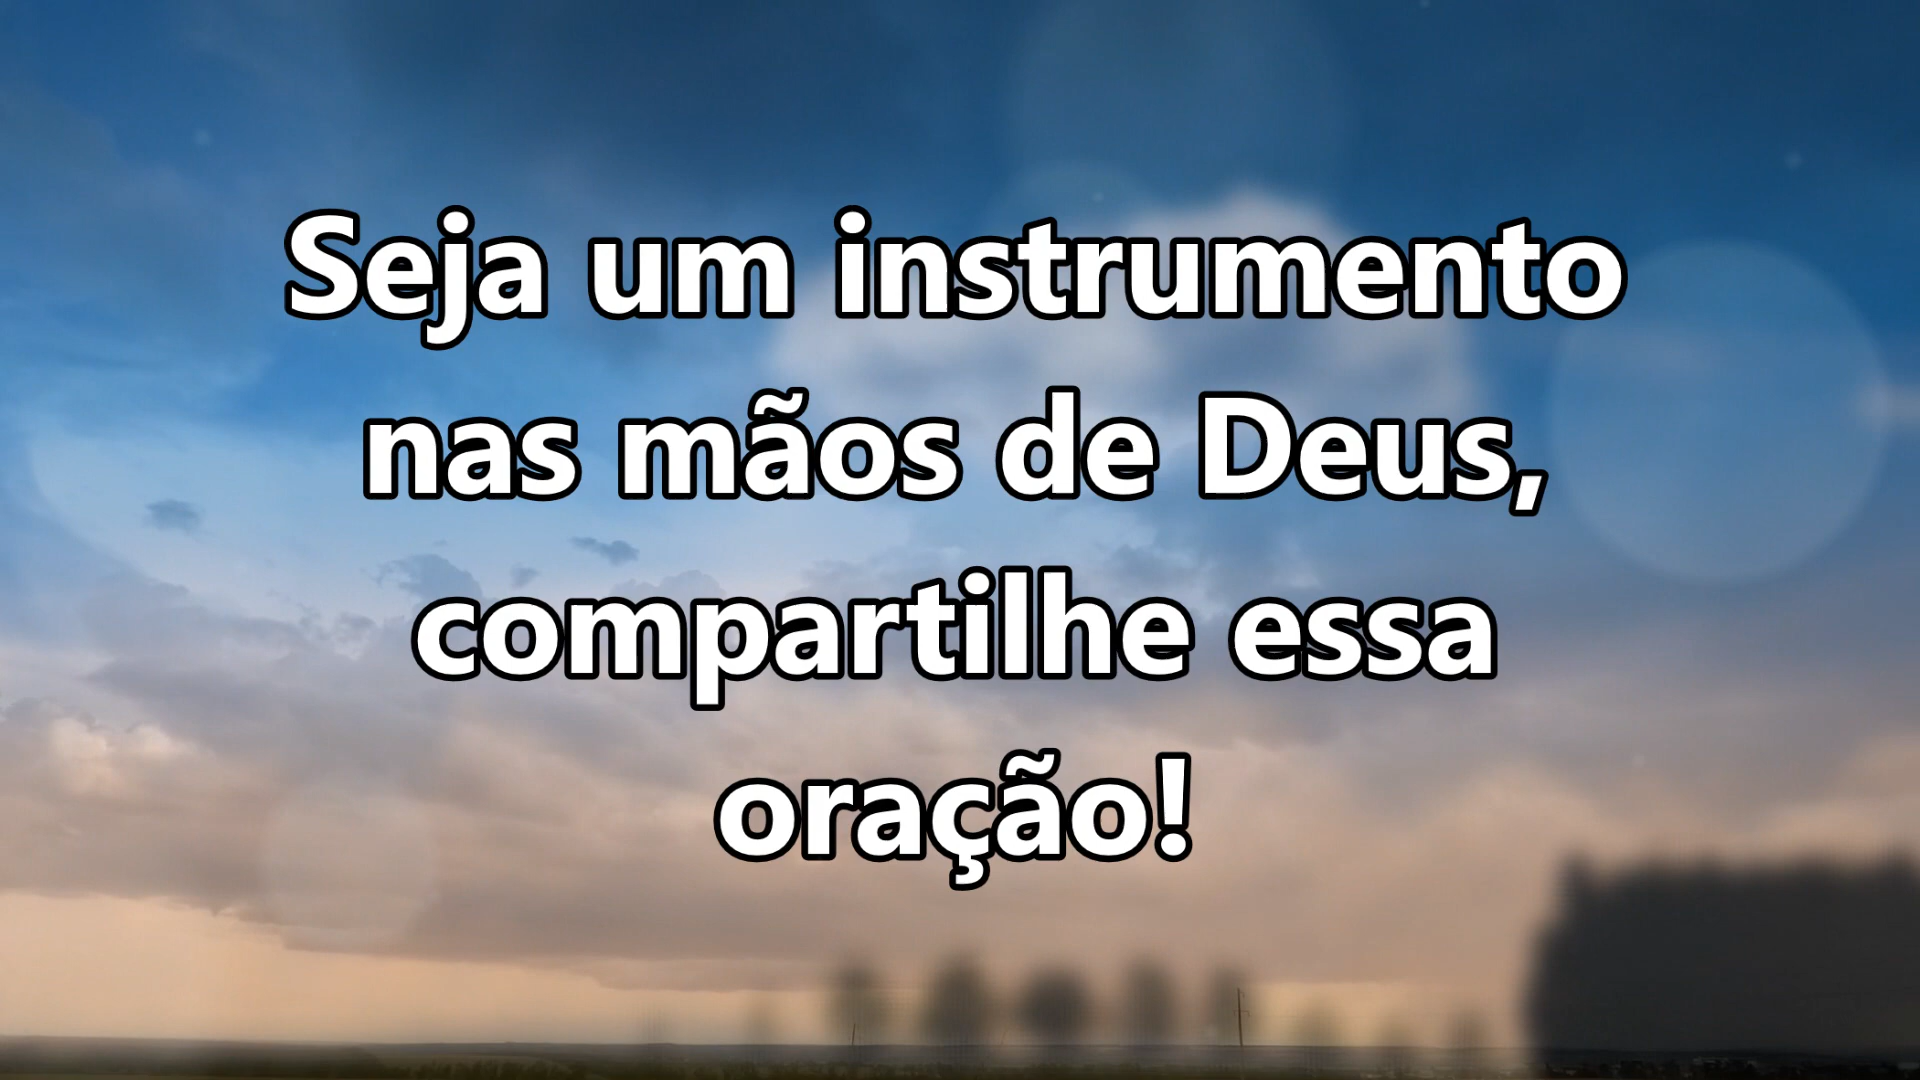 Seja um instrumento
nas mãos de Deus,
compartilhe essa
oração!